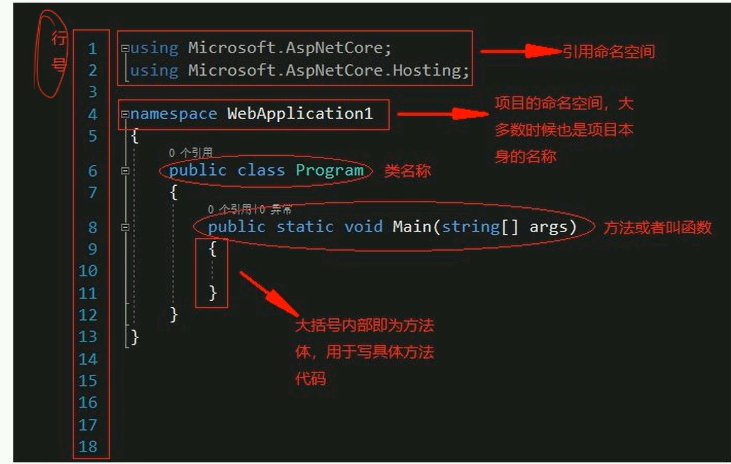 行号
1 using Microsoft.AspNetCore;
引用命名空间
2 using Microsoft.AspNetCore.Hosting;
3
4 namespace WebApplication1
项目的命名空间，大
多数时候也是项目本
身的名称
5 {
0 个引用
6 public class Program
类名称
7 {
0 个引用|0 异常
8 public static void Main(string[] args)
方法或者叫函数
9 {
10
11 }
12 }
13 }
大括号内部即为方法
体，用于写具体方法
代码
14
15
16
17
18